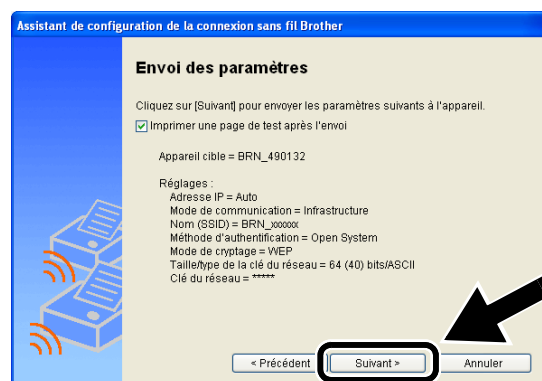 Assistant de configuration de la connexion sans fil Brother
Envoi des paramètres
Cliquez sur [Suivant] pour envoyer les paramètres suivants à l'appareil.
Imprimer une page de test après l'envoi
Appareil cible = BRN_490132
Réglages :
Adresse IP = Auto
Mode de communication = Infrastructure
Nom (SSID) = BRN_xxxxxx
Méthode d'authentification = Open System
Mode de cryptage = WEP
Taille/type de la clé du réseau = 64 (40) bits/ASCII
Clé du réseau = *****
< Précédent Suivant > Annuler